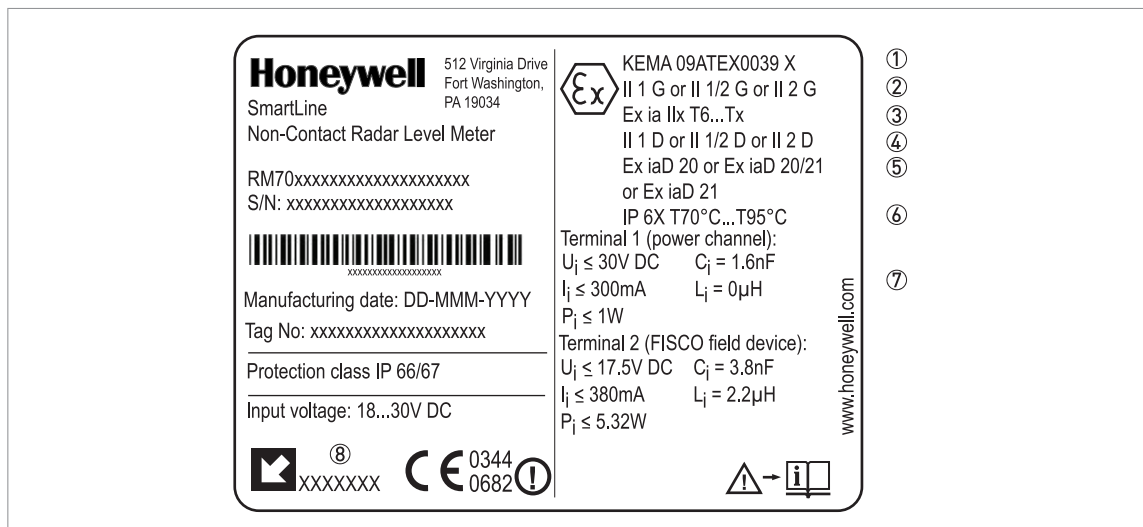 Honeywell
512 Virginia Drive
Fort Washington,
PA 19034
SmartLine
Non-Contact Radar Level Meter
RM70xxxxxxxxxxxxxxxxxxxx
S/N: xxxxxxxxxxxxxxxxxxx
xxxxxxxxxxxxxxxxxxx
Manufacturing date: DD-MMM-YYYY
Tag No: xxxxxxxxxxxxxxxxxxxx
Protection class IP 66/67
Input voltage: 18...30V DC
⑧
XXXXXXX
CE
0344
0682
Ex
KEMA 09ATEX0039 X ①
II 1 G or II 1/2 G or II 2 G ②
Ex ia IIx T6...Tx ③
II 1 D or II 1/2 D or II 2 D ④
Ex iaD 20 or Ex iaD 20/21 ⑤
or Ex iaD 21
IP 6X T70°C...T95°C ⑥
Terminal 1 (power channel):
Ui ≤ 30V DC Ci = 1.6nF ⑦
Ii ≤ 300mA Li = 0µH
Pi ≤ 1W
Terminal 2 (FISCO field device):
Ui ≤ 17.5V DC Ci = 3.8nF
Ii ≤ 380mA Li = 2.2µH
Pi ≤ 5.32W
www.honeywell.com